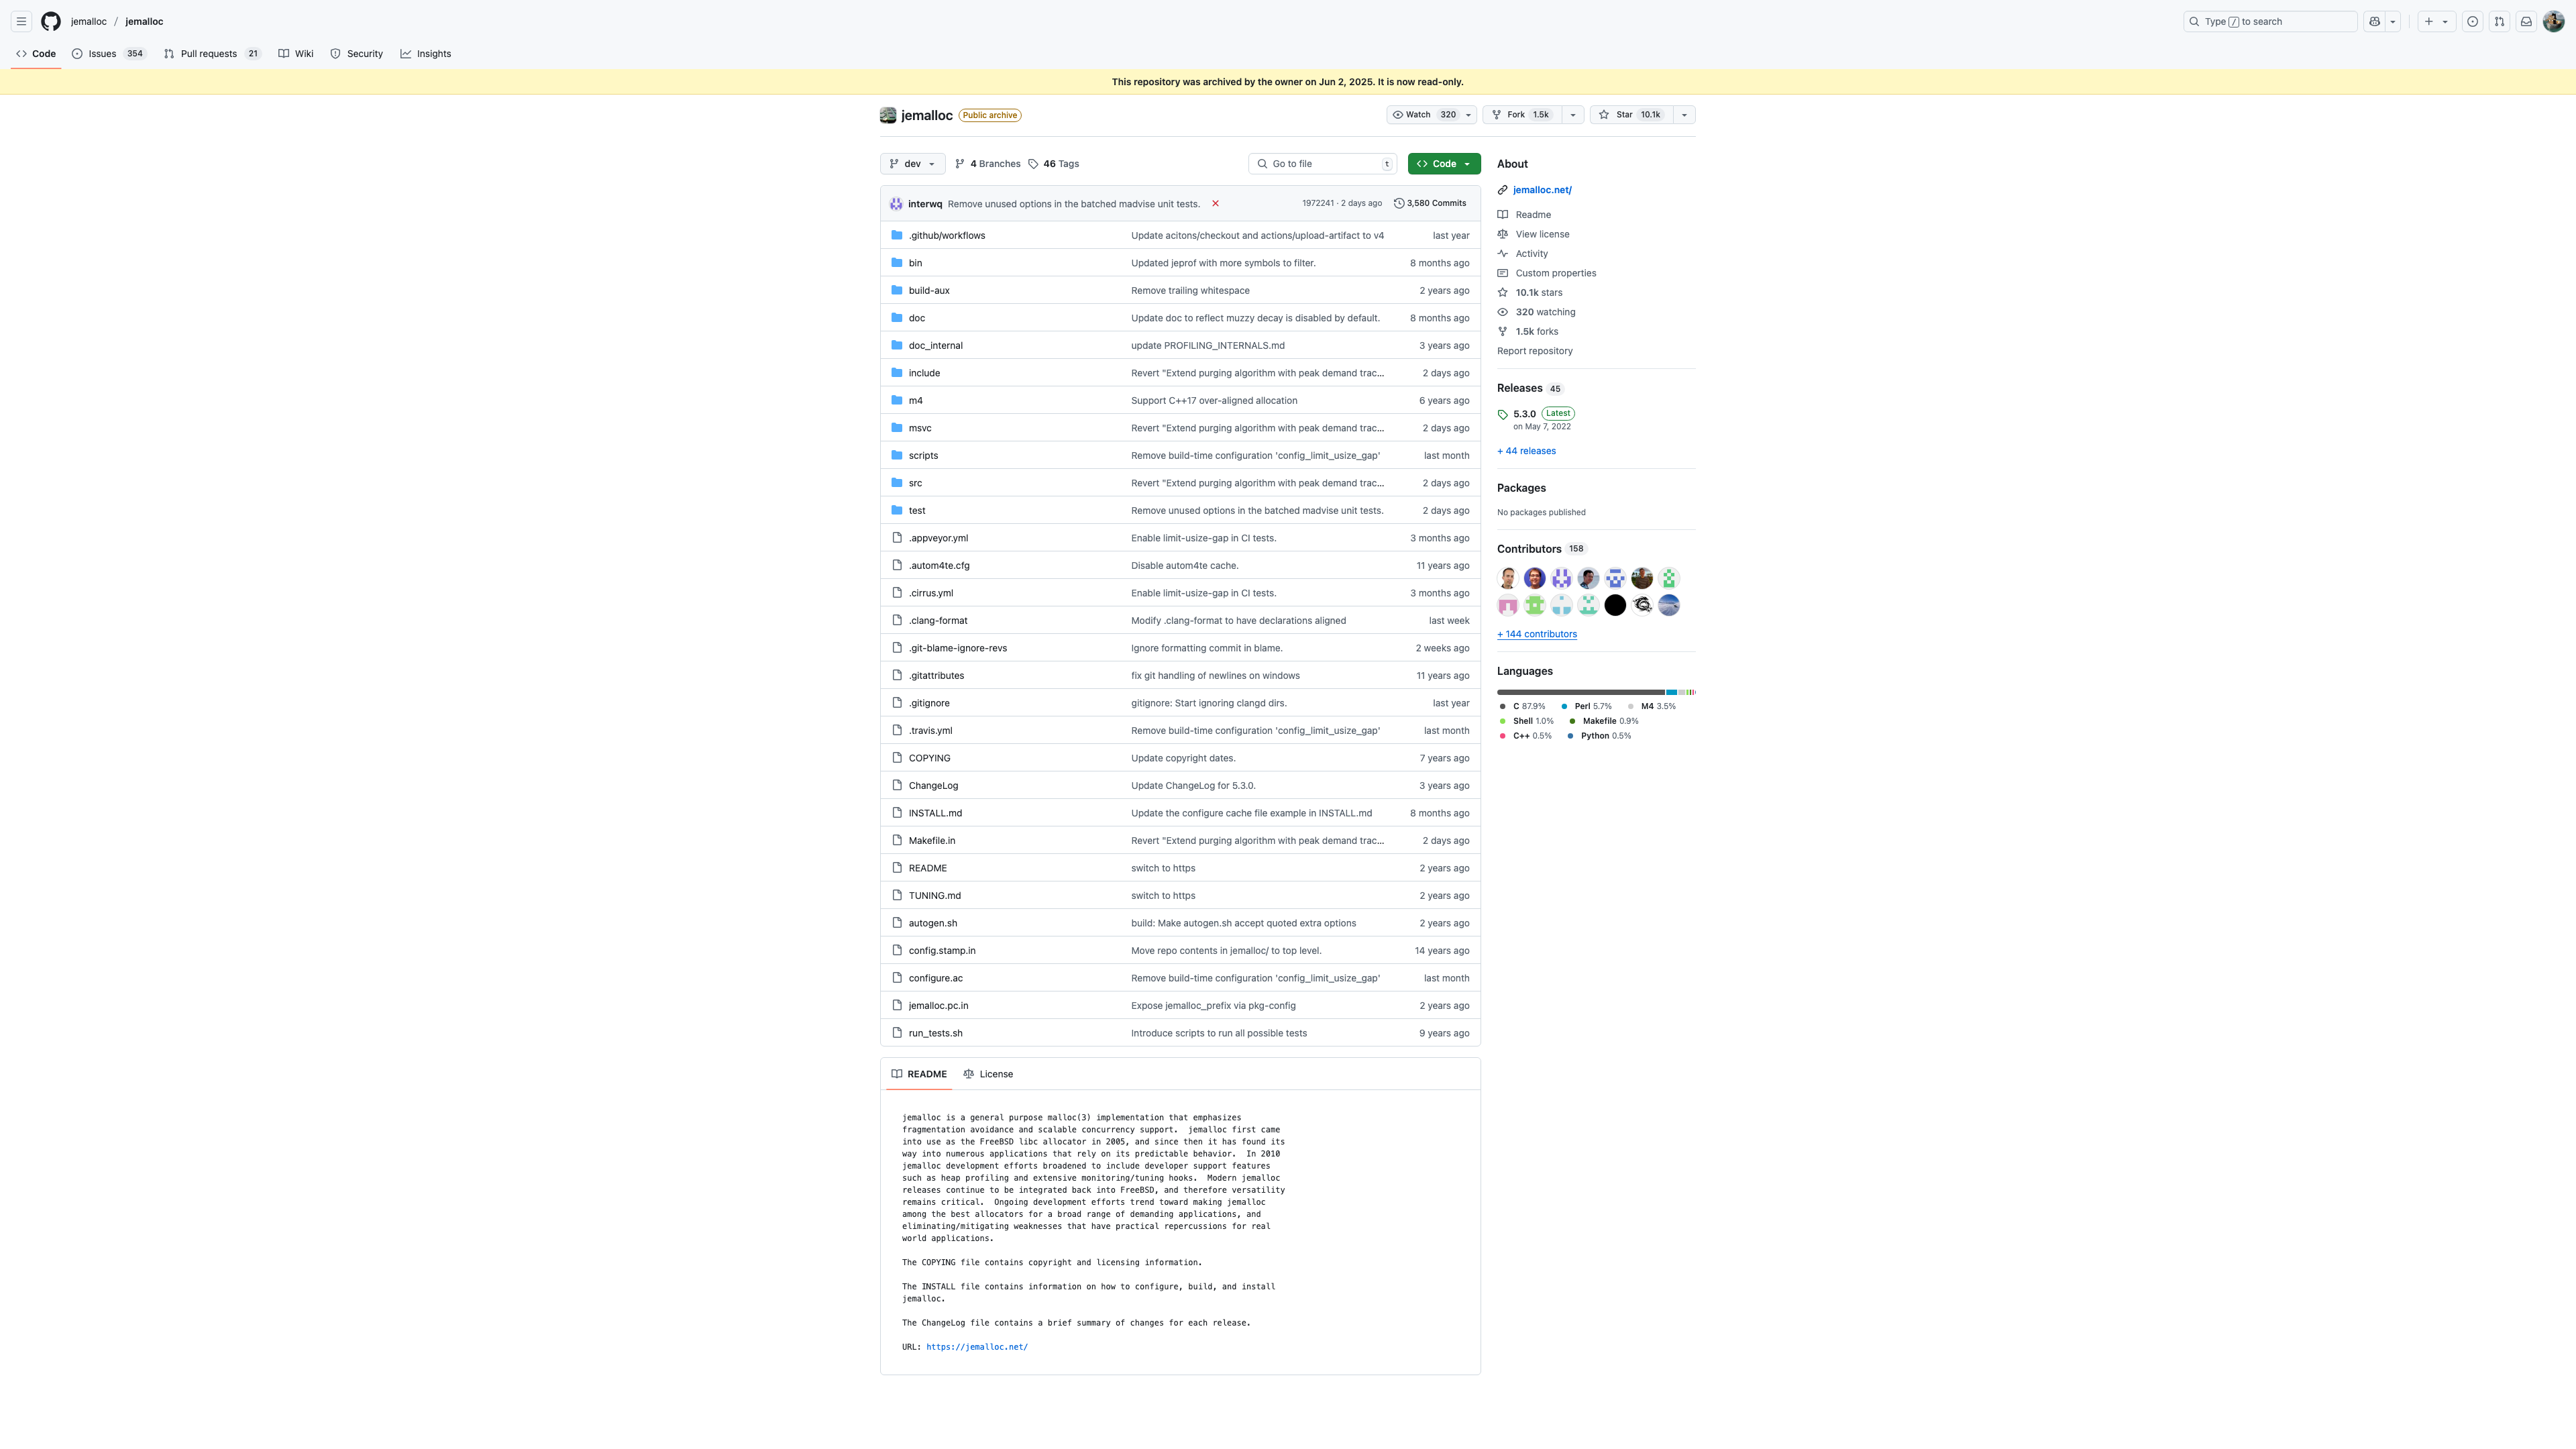 jemalloc / jemalloc
Type / to search
Code
Issues 354
Pull requests 21
Wiki
Security
Insights
This repository was archived by the owner on Jun 2, 2025. It is now read-only.
jemalloc Public archive
Watch 320
Fork 1.5k
Star 10.1k
dev
4 Branches
46 Tags
Go to file
t
Code
interwq Remove unused options in the batched madvise unit tests. 1972241 · 2 days ago 3,580 Commits
.github/workflows Update acitons/checkout and actions/upload-artifact to v4 last year
bin Updated jeprof with more symbols to filter. 8 months ago
build-aux Remove trailing whitespace 2 years ago
doc Update doc to reflect muzzy decay is disabled by default. 8 months ago
doc_internal update PROFILING_INTERNALS.md 3 years ago
include Revert "Extend purging algorithm with peak demand trac... 2 days ago
m4 Support C++17 over-aligned allocation 6 years ago
msvc Revert "Extend purging algorithm with peak demand trac... 2 days ago
scripts Remove build-time configuration 'config_limit_usize_gap' last month
src Revert "Extend purging algorithm with peak demand trac... 2 days ago
test Remove unused options in the batched madvise unit tests. 2 days ago
.appveyor.yml Enable limit-usize-gap in CI tests. 3 months ago
.autom4te.cfg Disable autom4te cache. 11 years ago
.cirrus.yml Enable limit-usize-gap in CI tests. 3 months ago
.clang-format Modify .clang-format to have declarations aligned last week
.git-blame-ignore-revs Ignore formatting commit in blame. 2 weeks ago
.gitattributes fix git handling of newlines on windows 11 years ago
.gitignore gitignore: Start ignoring clangd dirs. last year
.travis.yml Remove build-time configuration 'config_limit_usize_gap' last month
COPYING Update copyright dates. 7 years ago
ChangeLog Update ChangeLog for 5.3.0. 3 years ago
INSTALL.md Update the configure cache file example in INSTALL.md 8 months ago
Makefile.in Revert "Extend purging algorithm with peak demand trac... 2 days ago
README switch to https 2 years ago
TUNING.md switch to https 2 years ago
autogen.sh build: Make autogen.sh accept quoted extra options 2 years ago
config.stamp.in Move repo contents in jemalloc/ to top level. 14 years ago
configure.ac Remove build-time configuration 'config_limit_usize_gap' last month
jemalloc.pc.in Expose jemalloc_prefix via pkg-config 2 years ago
run_tests.sh Introduce scripts to run all possible tests 9 years ago
README
License
jemalloc is a general purpose malloc(3) implementation that emphasizes
fragmentation avoidance and scalable concurrency support.  jemalloc first came
into use as the FreeBSD libc allocator in 2005, and since then it has found its
way into numerous applications that rely on its predictable behavior.  In 2010
jemalloc development efforts broadened to include developer support features
such as heap profiling and extensive monitoring/tuning hooks.  Modern jemalloc
releases continue to be integrated back into FreeBSD, and therefore versatility
remains critical.  Ongoing development efforts trend toward making jemalloc
among the best allocators for a broad range of demanding applications, and
eliminating/mitigating weaknesses that have practical repercussions for real
world applications.
The COPYING file contains copyright and licensing information.
The INSTALL file contains information on how to configure, build, and install
jemalloc.
The ChangeLog file contains a brief summary of changes for each release.
URL: https://jemalloc.net/
About
jemalloc.net/
Readme
View license
Activity
Custom properties
10.1k stars
320 watching
1.5k forks
Report repository
Releases 45
5.3.0 Latest
on May 7, 2022
+ 44 releases
Packages
No packages published
Contributors 158
+ 144 contributors
Languages
C 87.9% Perl 5.7% M4 3.5%
Shell 1.0% Makefile 0.9%
C++ 0.5% Python 0.5%